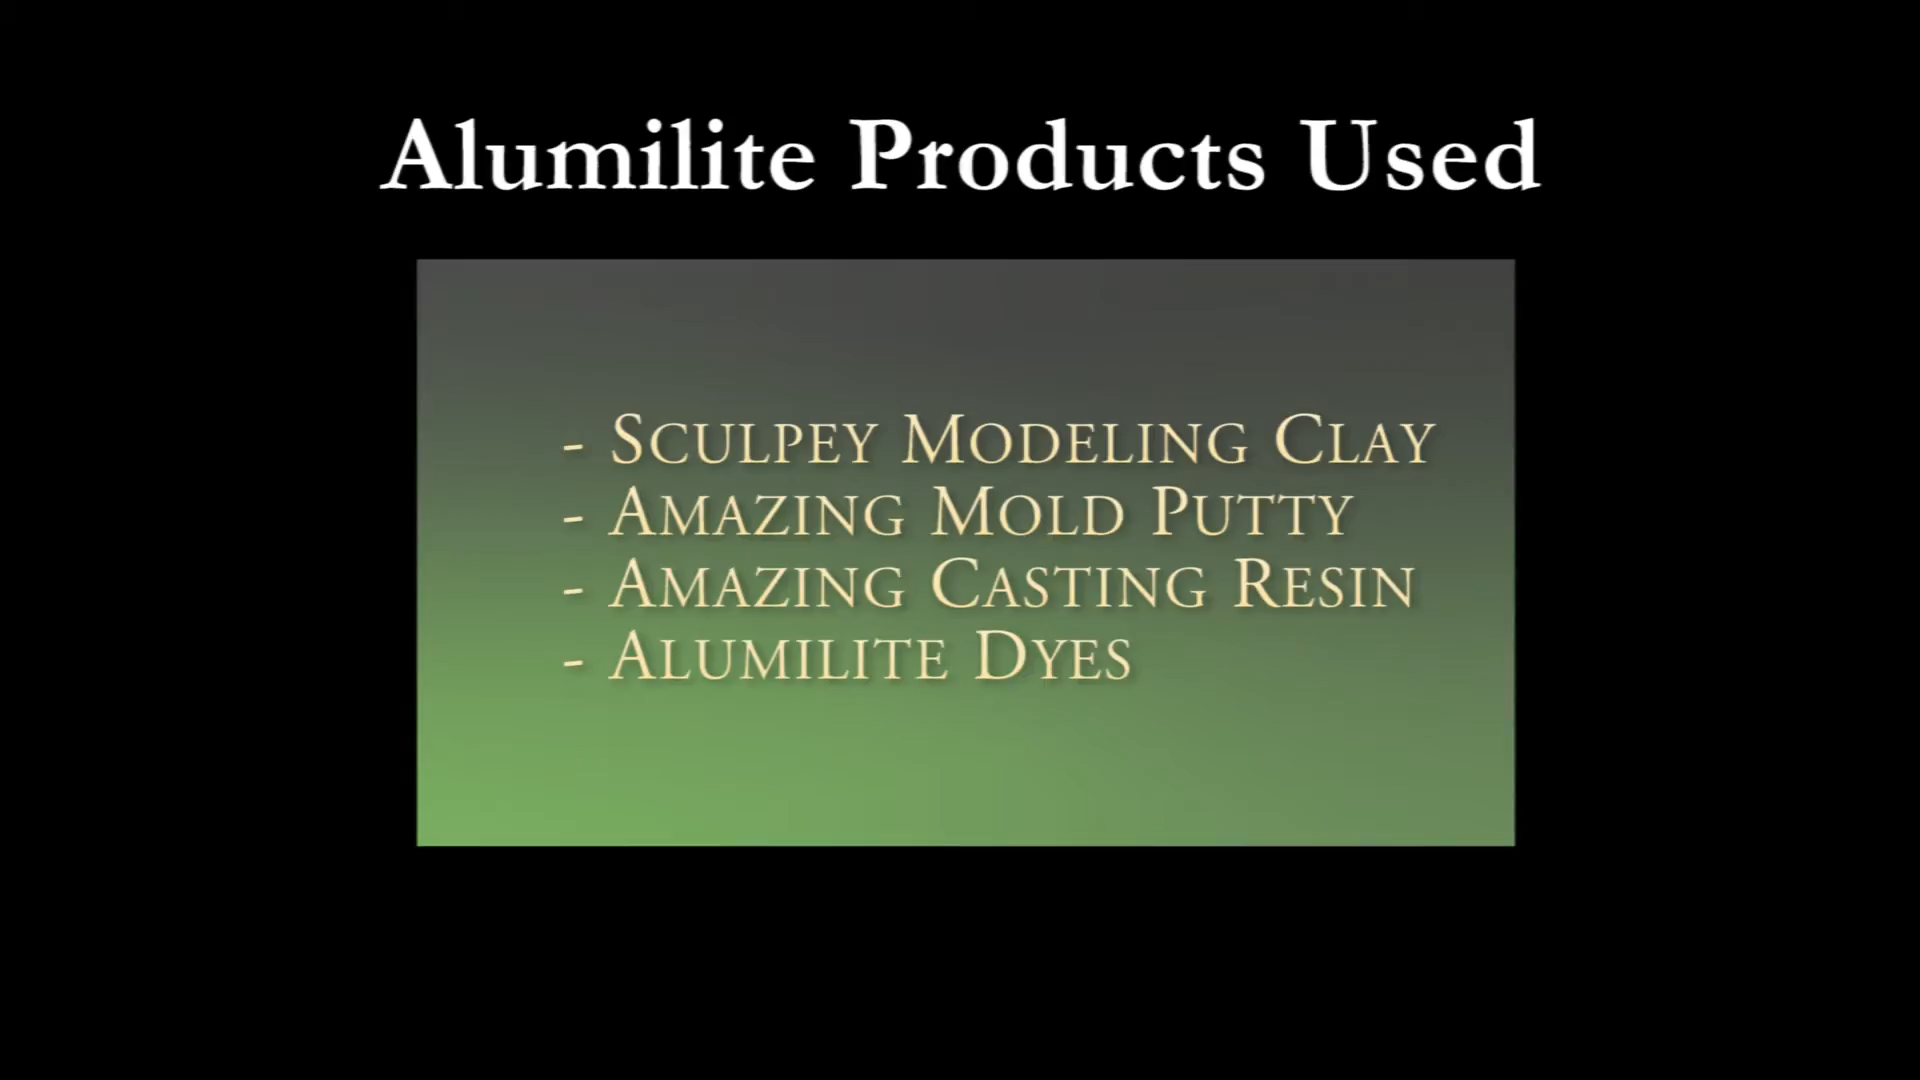 Alumilite Products Used
- Sculpey Modeling Clay
- Amazing Mold Putty
- Amazing Casting Resin
- Alumilite Dyes